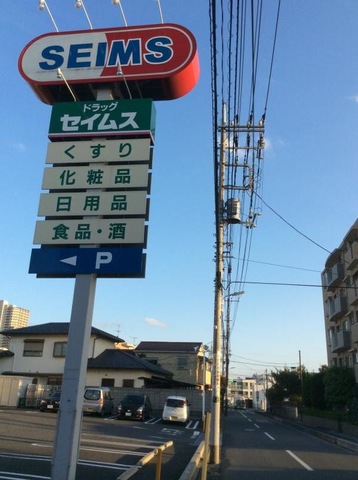 SEIMS
ドラッグ
セイムス
くすり
化粧品
日用品
食品・酒
P